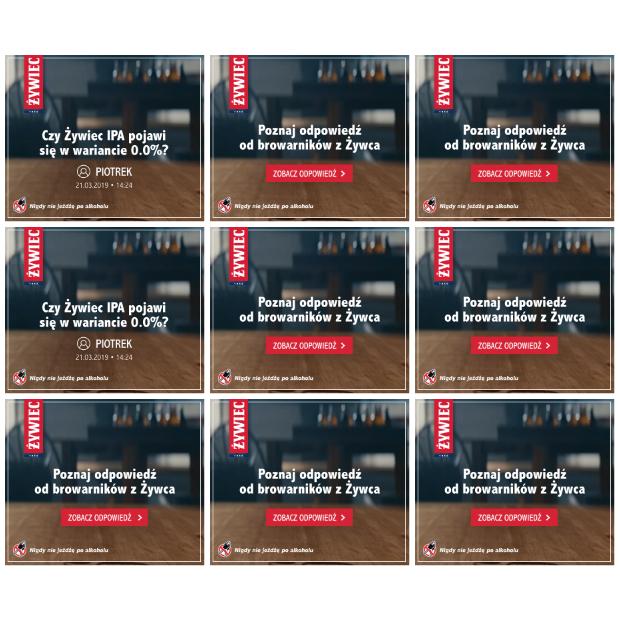 ŻYWIEC
Czy Żywiec IPA pojawi
się w wariancie 0.0%?
PIOTREK
21.03.2019 • 14:24
Nigdy nie jeżdżę po alkoholu
ŻYWIEC
Poznaj odpowiedź
od browarników z Żywca
ZOBACZ ODPOWIEDŹ >
Nigdy nie jeżdżę po alkoholu
ŻYWIEC
Poznaj odpowiedź
od browarników z Żywca
ZOBACZ ODPOWIEDŹ >
Nigdy nie jeżdżę po alkoholu
ŻYWIEC
Czy Żywiec IPA pojawi
się w wariancie 0.0%?
PIOTREK
21.03.2019 • 14:24
Nigdy nie jeżdżę po alkoholu
ŻYWIEC
Poznaj odpowiedź
od browarników z Żywca
ZOBACZ ODPOWIEDŹ >
Nigdy nie jeżdżę po alkoholu
ŻYWIEC
Poznaj odpowiedź
od browarników z Żywca
ZOBACZ ODPOWIEDŹ >
Nigdy nie jeżdżę po alkoholu
ŻYWIEC
Poznaj odpowiedź
od browarników z Żywca
ZOBACZ ODPOWIEDŹ >
Nigdy nie jeżdżę po alkoholu
ŻYWIEC
Poznaj odpowiedź
od browarników z Żywca
ZOBACZ ODPOWIEDŹ >
Nigdy nie jeżdżę po alkoholu
ŻYWIEC
Poznaj odpowiedź
od browarników z Żywca
ZOBACZ ODPOWIEDŹ >
Nigdy nie jeżdżę po alkoholu